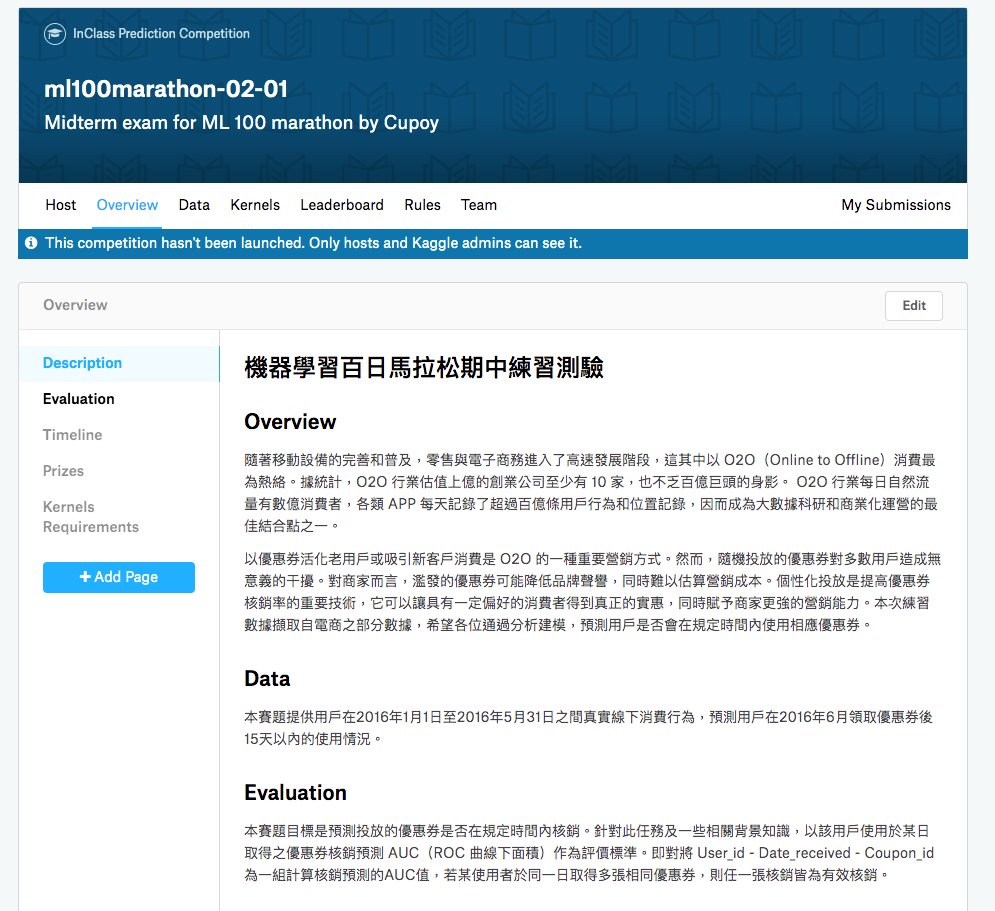 InClass Prediction Competition
ml100marathon-02-01
Midterm exam for ML 100 marathon by Cupoy
Host Overview Data Kernels Leaderboard Rules Team My Submissions
This competition hasn't been launched. Only hosts and Kaggle admins can see it.
Overview Edit
Description
Evaluation
Timeline
Prizes
Kernels
Requirements
+ Add Page
機器學習百日馬拉松期中練習測驗
Overview
隨著移動設備的完善和普及，零售與電子商務進入了高速發展階段，這其中以 O2O（Online to Offline）消費最
為熱絡。據統計，O2O 行業估值上億的創業公司至少有 10 家，也不乏百億巨頭的身影。 O2O 行業每日自然流
量有數億消費者，各類 APP 每天記錄了超過百億條用戶行為和位置記錄，因而成為大數據科研和商業化運營的最
佳結合點之一。
以優惠券活化老用戶或吸引新客戶消費是 O2O 的一種重要營銷方式。然而，隨機投放的優惠券對多數用戶造成無
意義的干擾。對商家而言，濫發的優惠券可能降低品牌聲譽，同時難以估算營銷成本。個性化投放是提高優惠券
核銷率的重要技術，它可以讓具有一定偏好的消費者得到真正的實惠，同時賦予商家更強的營銷能力。本次練習
數據擷取自電商之部分數據，希望各位通過分析建模，預測用戶是否會在規定時間內使用相應優惠券。
Data
本賽題提供用戶在2016年1月1日至2016年5月31日之間真實線下消費行為，預測用戶在2016年6月領取優惠券後
15天以內的使用情況。
Evaluation
本賽題目標是預測投放的優惠券是否在規定時間內核銷。針對此任務及一些相關背景知識，以該用戶使用於某日
取得之優惠券核銷預測 AUC（ROC 曲線下面積）作為評價標準。即對將 User_id - Date_received - Coupon_id
為一組計算核銷預測的AUC值，若某使用者於同一日取得多張相同優惠券，則任一張核銷皆為有效核銷。